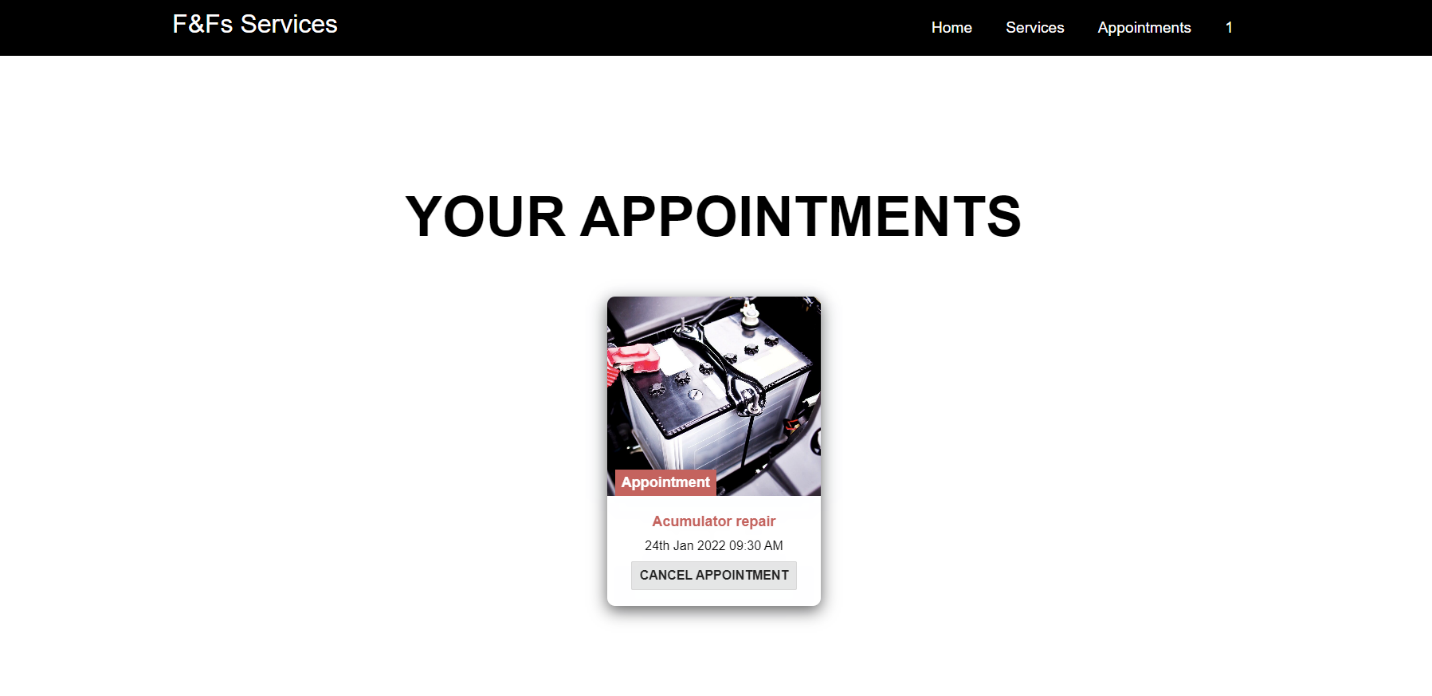 F&Fs Services
Home Services Appointments 1
YOUR APPOINTMENTS
Appointment
Acumulator repair
24th Jan 2022 09:30 AM
CANCEL APPOINTMENT